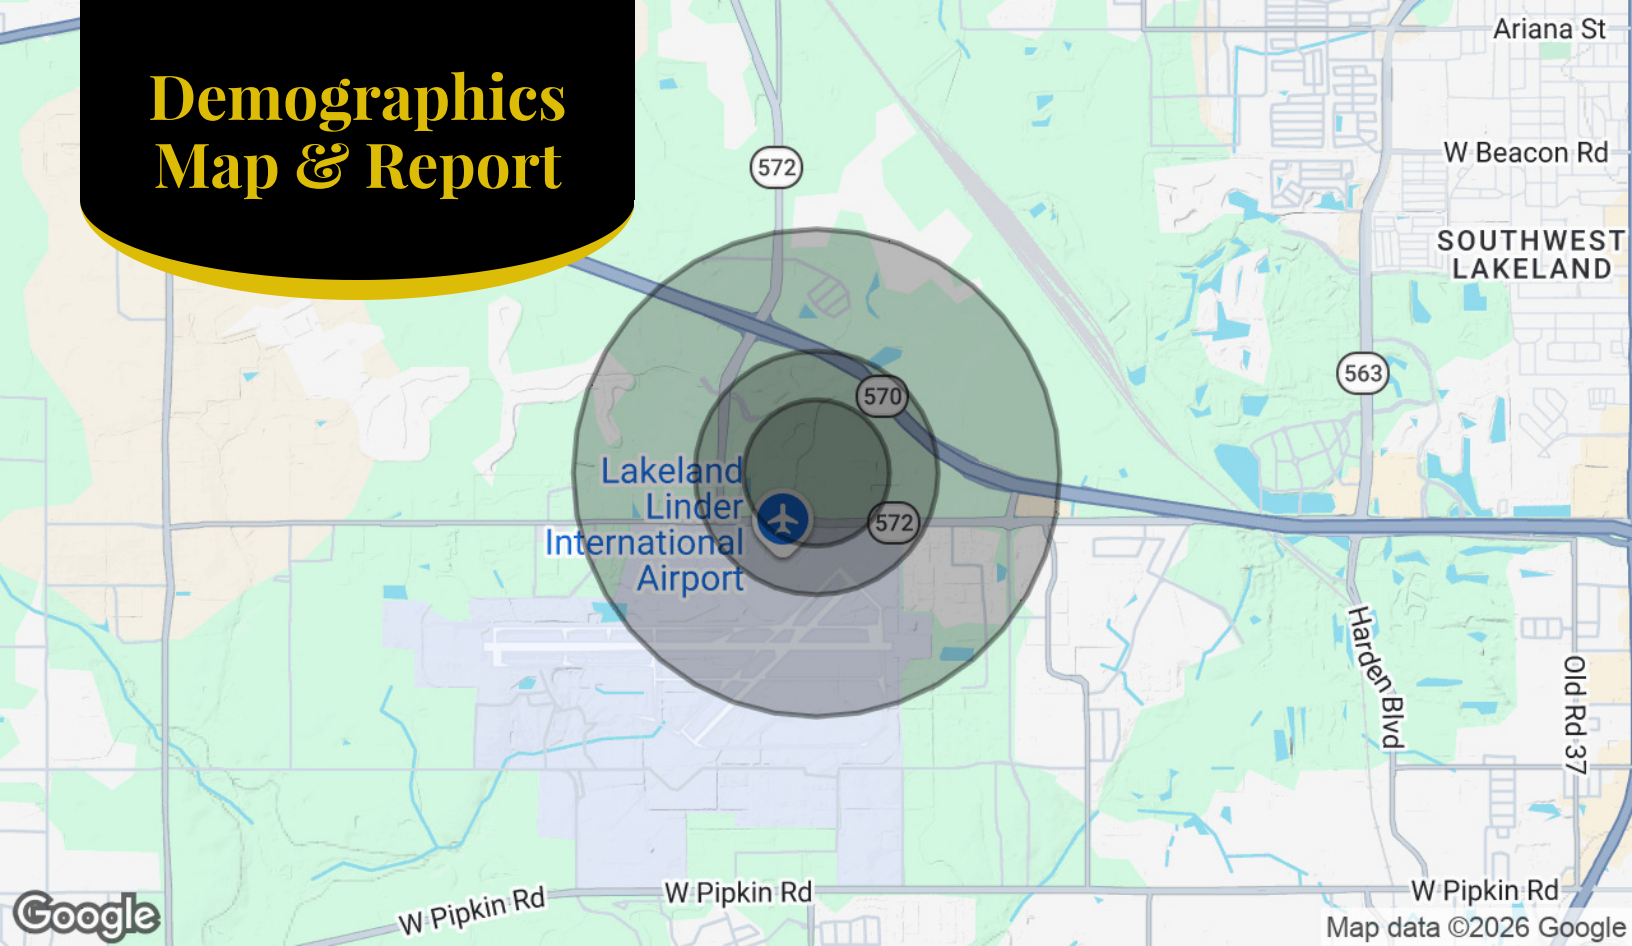 Demographics
Map & Report
Ariana St
W Beacon Rd
572
SOUTHWEST
LAKELAND
563
570
Lakeland
Linder
International
Airport
572
Harden Blvd
Old Rd 37
W Pipkin Rd
W Pipkin Rd
W Pipkin Rd
Google
Map data ©2026 Google